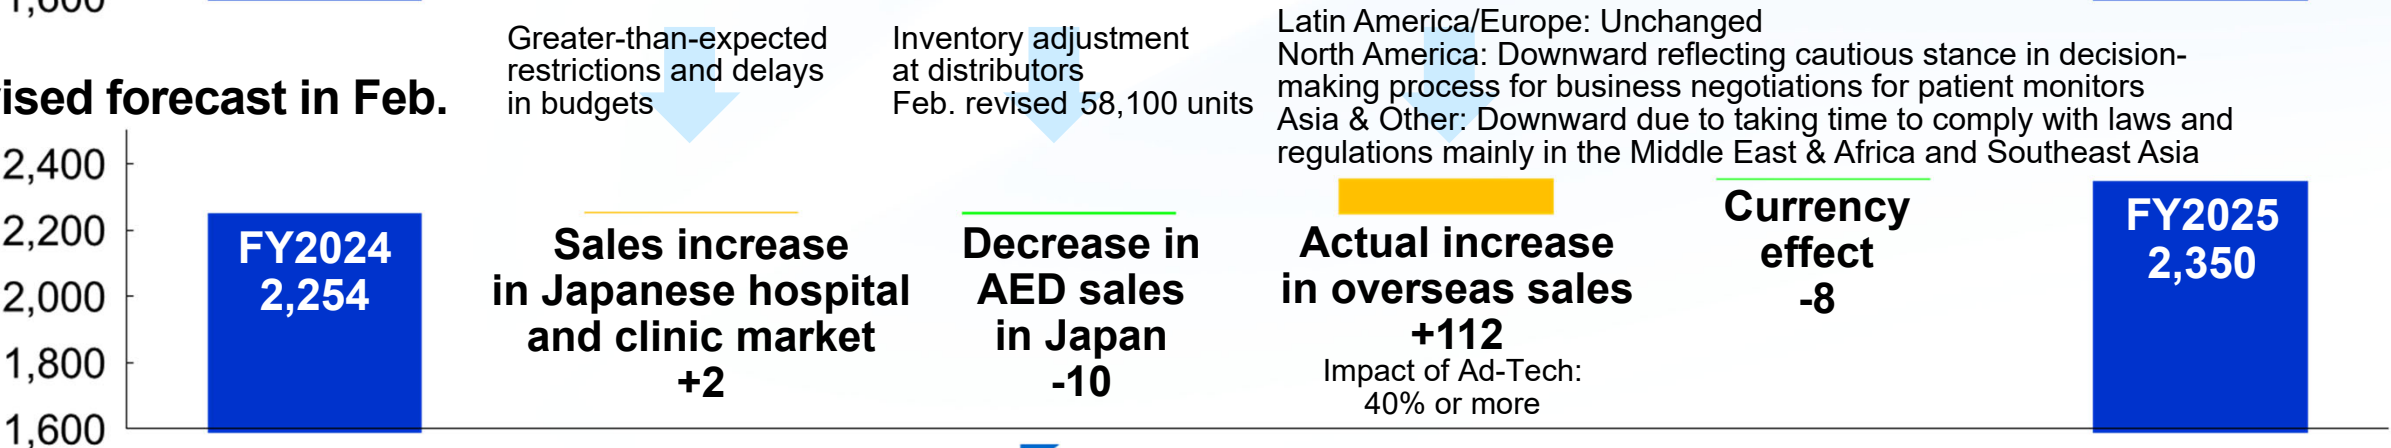 1,600
Greater-than-expected
restrictions and delays
in budgets
Inventory adjustment
at distributors
Feb. revised 58,100 units
Latin America/Europe: Unchanged
North America: Downward reflecting cautious stance in decision-
making process for business negotiations for patient monitors
Asia & Other: Downward due to taking time to comply with laws and
regulations mainly in the Middle East & Africa and Southeast Asia
forecast in Feb.
2,400
2,200
2,000
1,800
1,600
FY2024
2,254
Sales increase
in Japanese hospital
and clinic market
+2
Decrease in
AED sales
in Japan
-10
Actual increase
in overseas sales
+112
Impact of Ad-Tech:
40% or more
Currency
effect
-8
FY2025
2,350